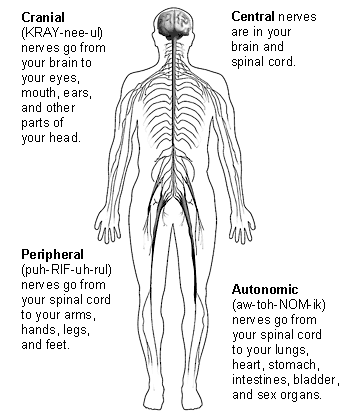 Cranial
(KRAY-nee-ul)
nerves go from
your brain to
your eyes,
mouth, ears,
and other
parts of
your head.
Central nerves
are in your
brain and
spinal cord.
Peripheral
(puh-RIF-uh-rul)
nerves go from
your spinal cord
to your arms,
hands, legs,
and feet.
Autonomic
(aw-toh-NOM-ik)
nerves go from
your spinal cord
to your lungs,
heart, stomach,
intestines, bladder,
and sex organs.